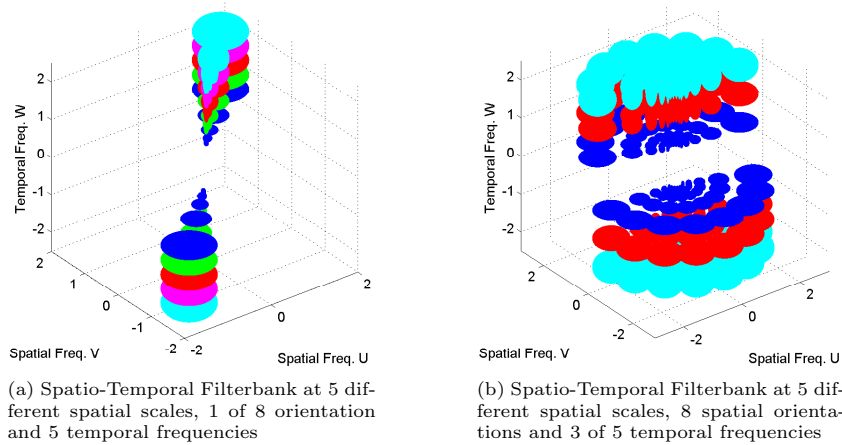 Temporal Freq. W
2
1
0
-1
-2
2
1
0
-1
-2
-2
0
2
Spatial Freq. V
Spatial Freq. U
(a) Spatio-Temporal Filterbank at 5 dif-
ferent spatial scales, 1 of 8 orientation
and 5 temporal frequencies
Temporal Freq. W
2
1
0
-1
-2
2
0
-2
-2
0
2
Spatial Freq. V
Spatial Freq. U
(b) Spatio-Temporal Filterbank at 5 dif-
ferent spatial scales, 8 spatial orienta-
tions and 3 of 5 temporal frequencies